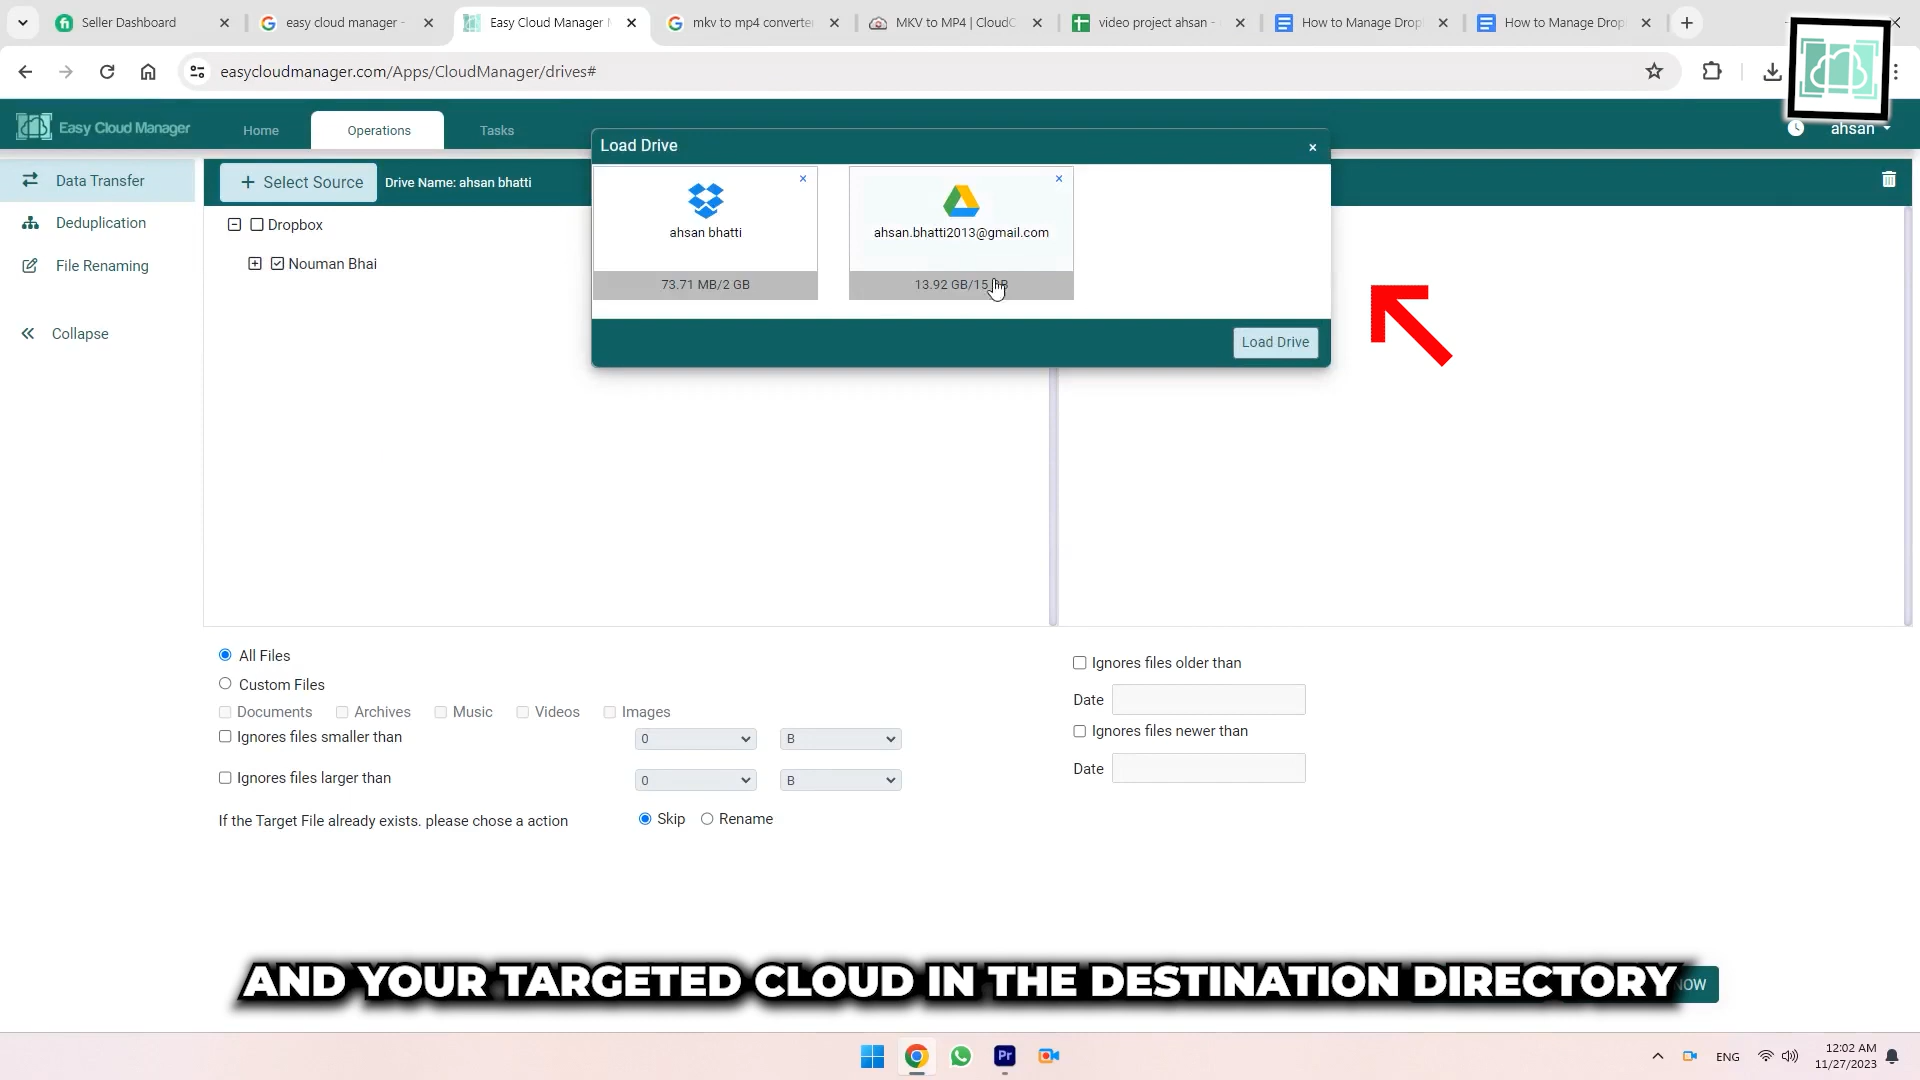 Seller Dashboard
easy cloud manager -
Easy Cloud Manager
mkv to mp4 converte
MKV to MP4 | CloudC
video project ahsan -
How to Manage Drop
How to Manage Drop
easycloudmanager.com/Apps/CloudManager/drives#
Easy Cloud Manager
Home
Operations
Tasks
ahsan
Load Drive
×
Data Transfer
Deduplication
File Renaming
Collapse
+ Select Source
Drive Name: ahsan bhatti
Dropbox
Nouman Bhai
ahsan bhatti
73.71 MB/2 GB
ahsan.bhatti2013@gmail.com
13.92 GB/15
Load Drive
All Files
Custom Files
Documents Archives Music Videos Images
Ignores files smaller than 0 B
Ignores files larger than 0 B
If the Target File already exists. please chose a action Skip Rename
Ignores files older than
Date
Ignores files newer than
Date
AND YOUR TARGETED CLOUD IN THE DESTINATION DIRECTORY
NOW
Pr
ENG
12:02 AM
11/27/2023